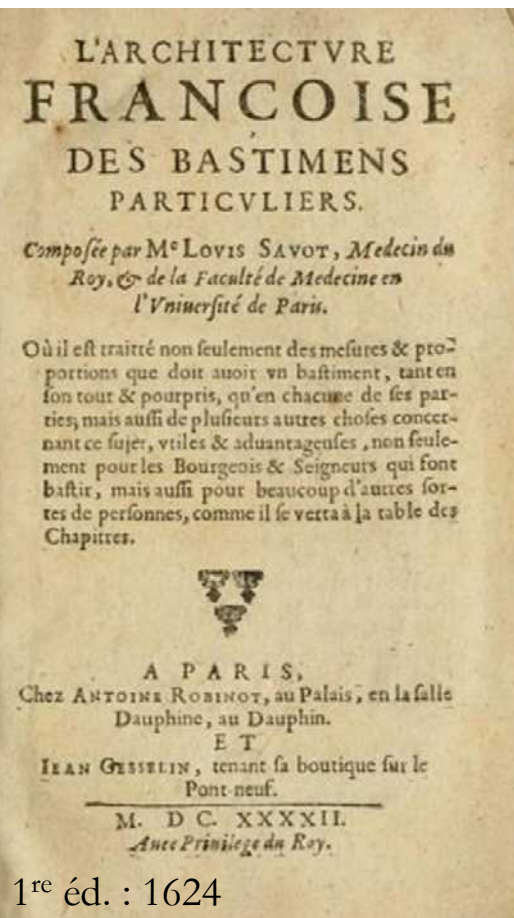 L'ARCHITECTVRE
FRANCOISE
DES BASTIMENS
PARTICVLIERS.
Composée par Mᵉ LOVIS SAVOT, Medecin du
Roy, & de la Faculté de Medecine en
l'Vniuersité de Paris.
Où il est traitté non seulement des mesures & pro-
portions que doit auoir vn bastiment, tant en
son tout & pourpris, qu'en chacune de ses par-
ties; mais aussi de plusieurs autres choses concer-
nant ce sujet, vtiles & aduantageuses, non seule-
ment pour les Bourgeois & Seigneurs qui font
bastir, mais aussi pour beaucoup d'autres sor-
tes de personnes, comme il se verra à la table des
Chapitres.
A PARIS,
Chez ANTOINE ROBINOT, au Palais, en la salle
Dauphine, au Dauphin.
ET
IEAN GESSELIN, tenant sa boutique sur le
Pont-neuf.
M. DC. XXXXII.
Auec Priuilege du Roy.
1ʳᵉ éd. : 1624